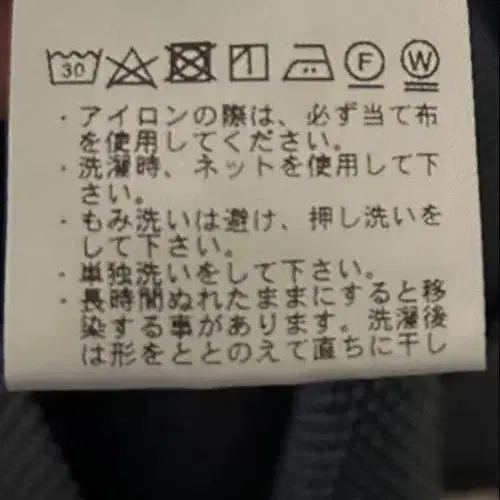 30 F W
・アイロンの際は、必ず当て布
を使用してください。
・洗濯時、ネットを使用して下
さい。
・もみ洗いは避け、押し洗いを
して下さい。
・単独洗いをして下さい。
・長時間ぬれたままにすると移
染する事があります。洗濯後
は形をととのえて直ちに干し